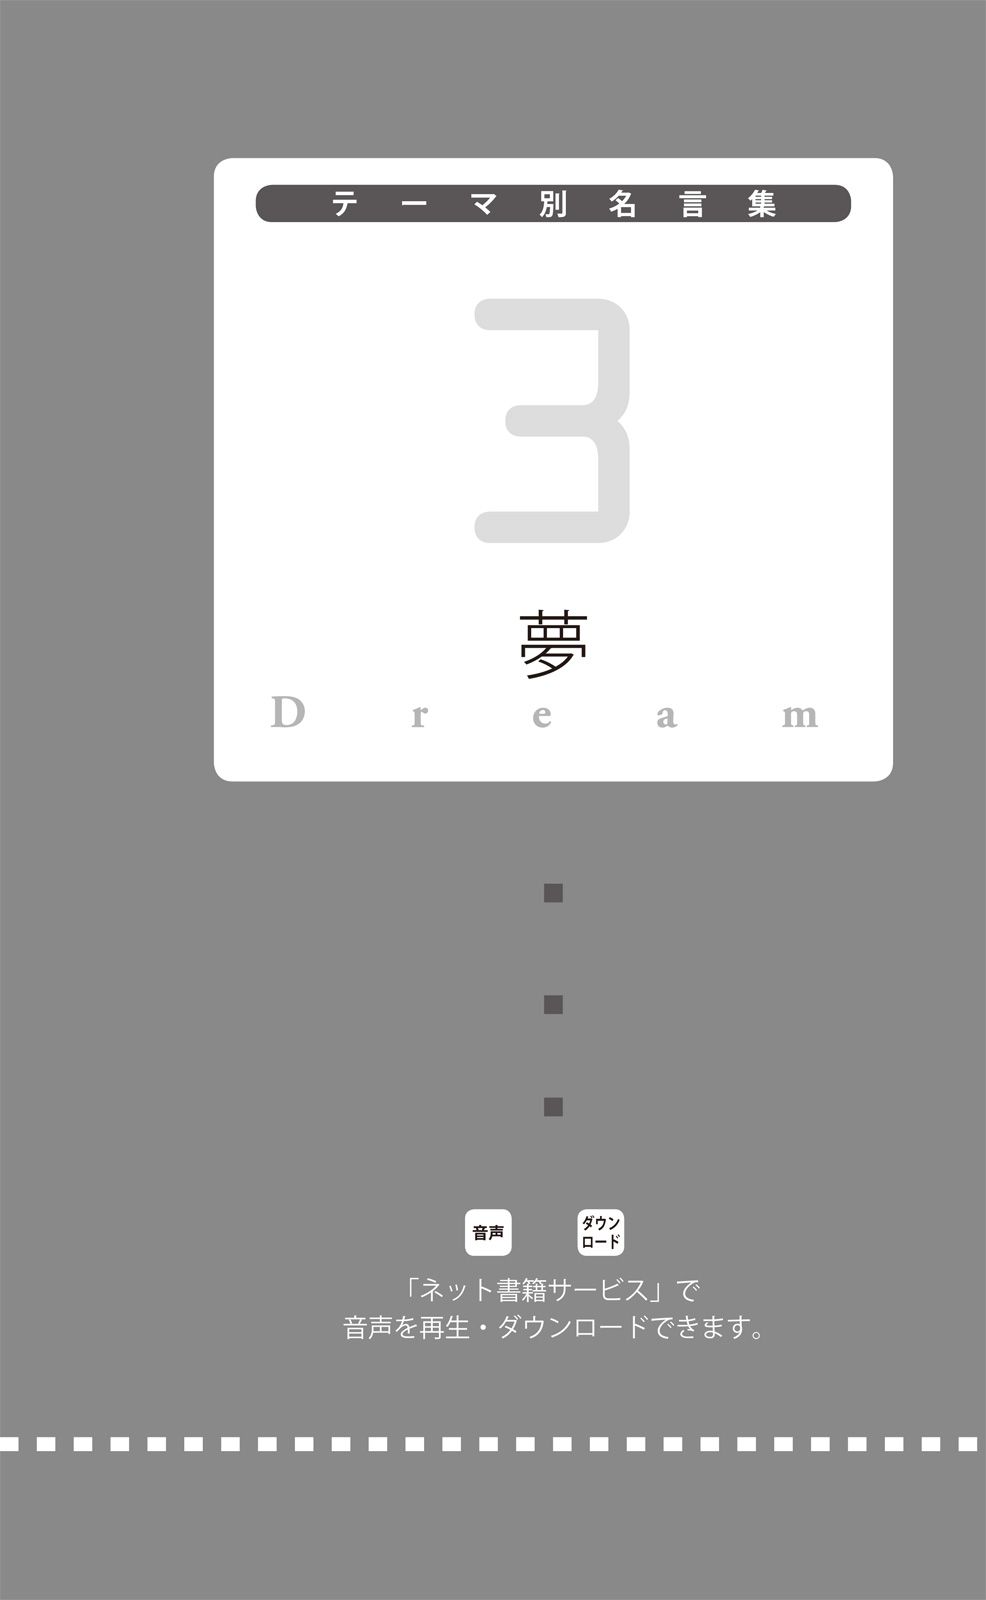 テーマ別名言集
3
夢
Dream
音声
ダウン
ロード
「ネット書籍サービス」で
音声を再生・ダウンロードできます。